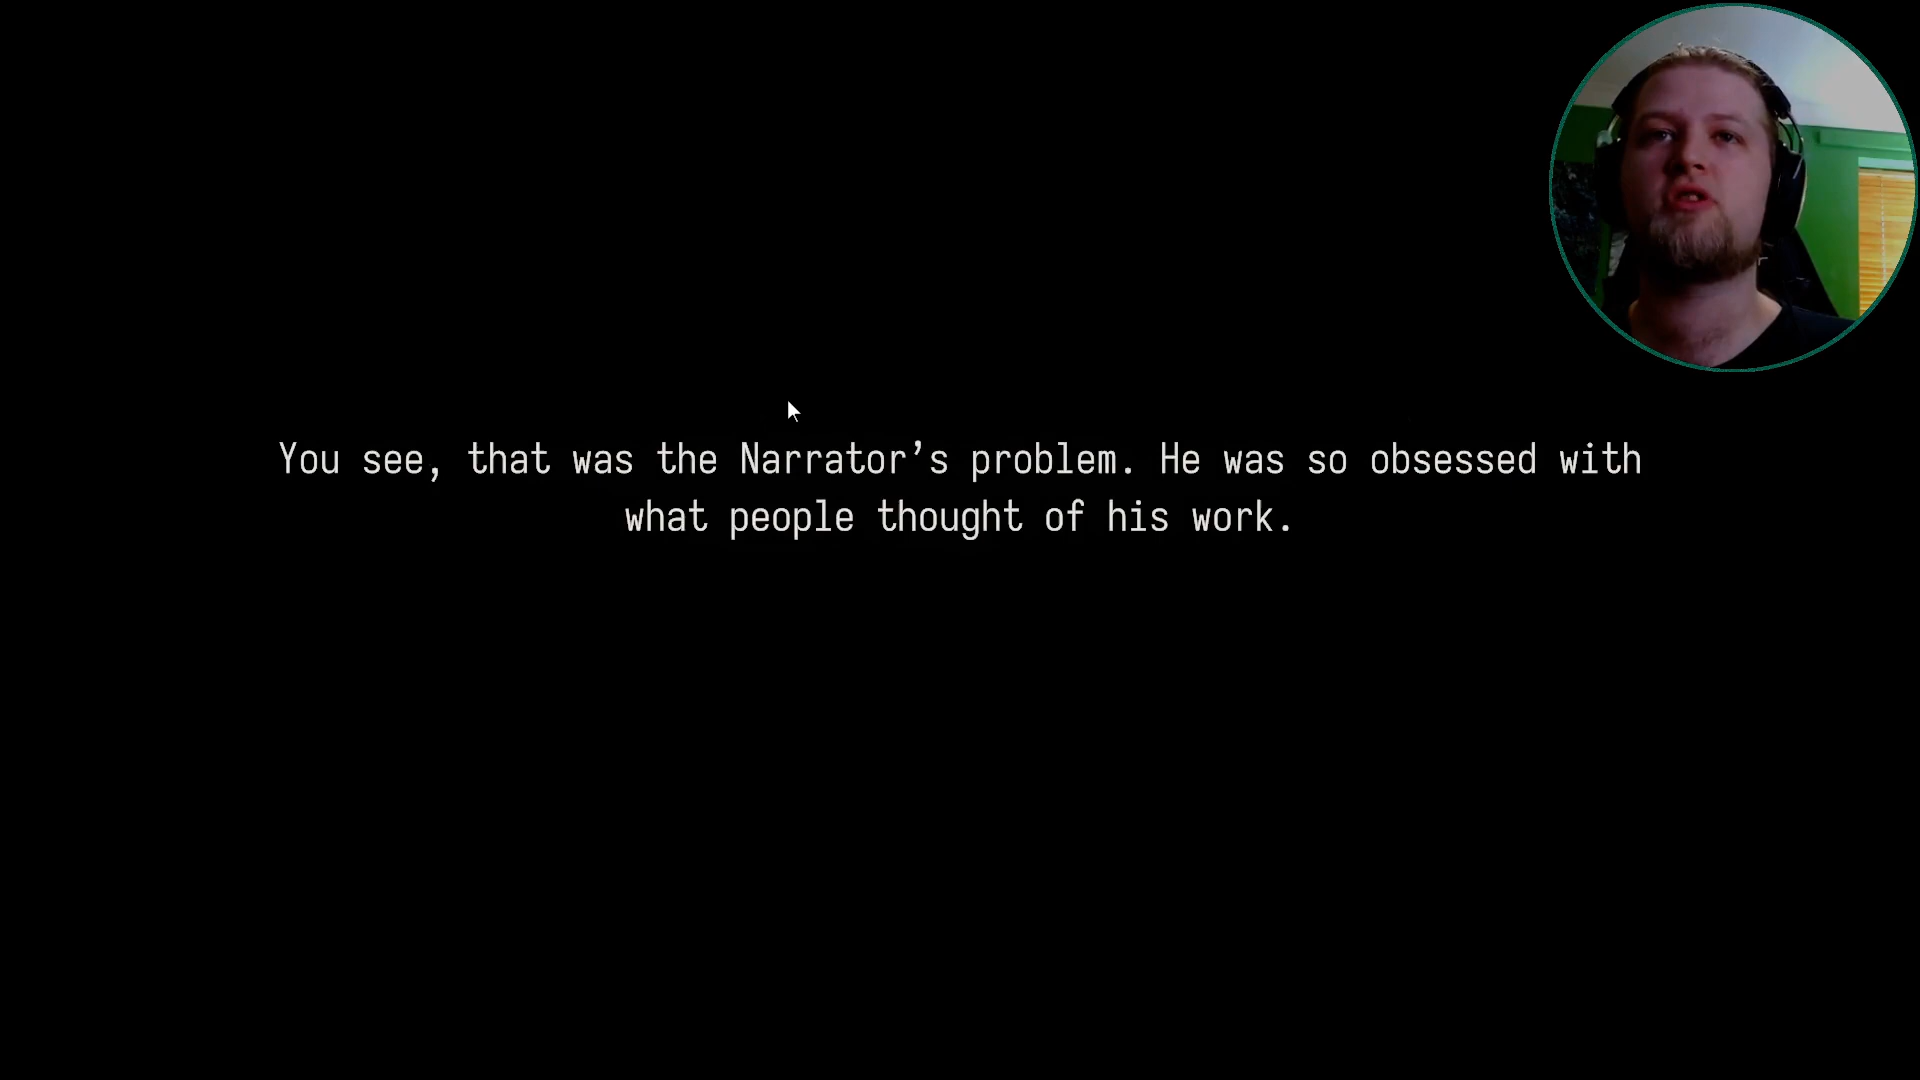 You see, that was the Narrator’s problem. He was so obsessed with
what people thought of his work.